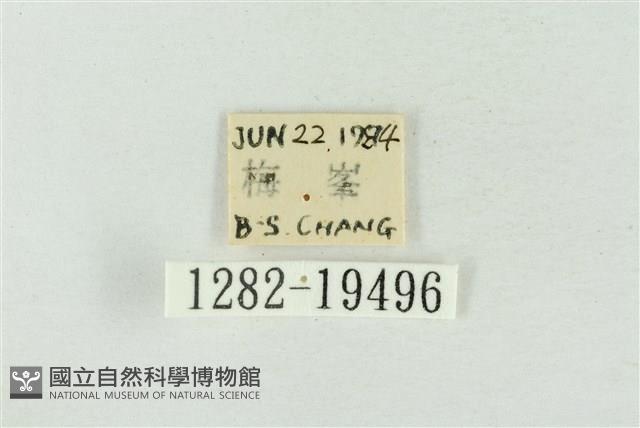 JUN 22 1984
梅峯
B-S. CHANG
1282-19496
國立自然科學博物館
NATIONAL MUSEUM OF NATURAL SCIENCE